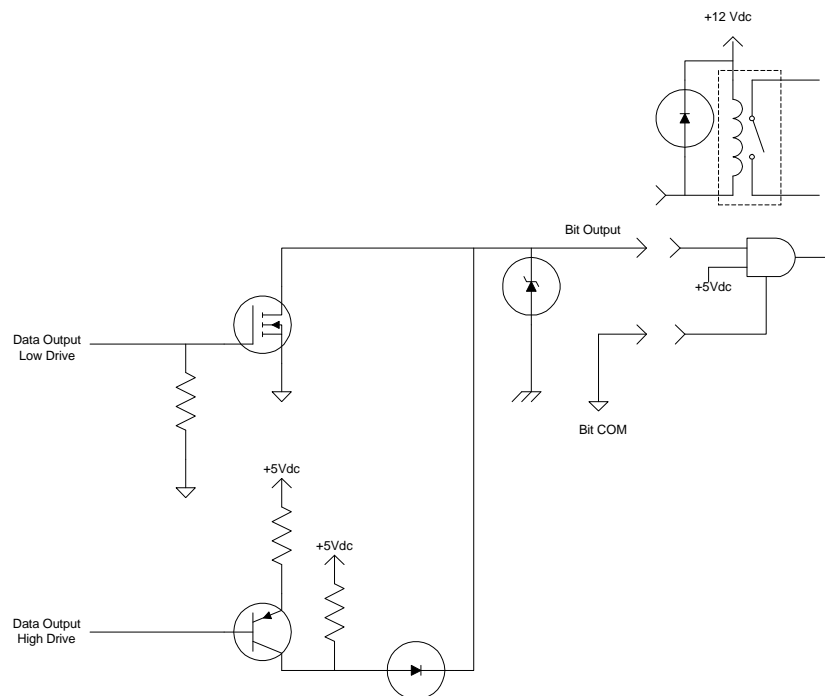 +12 Vdc
Bit Output
+5Vdc
Data Output
Low Drive
Bit COM
+5Vdc
+5Vdc
Data Output
High Drive